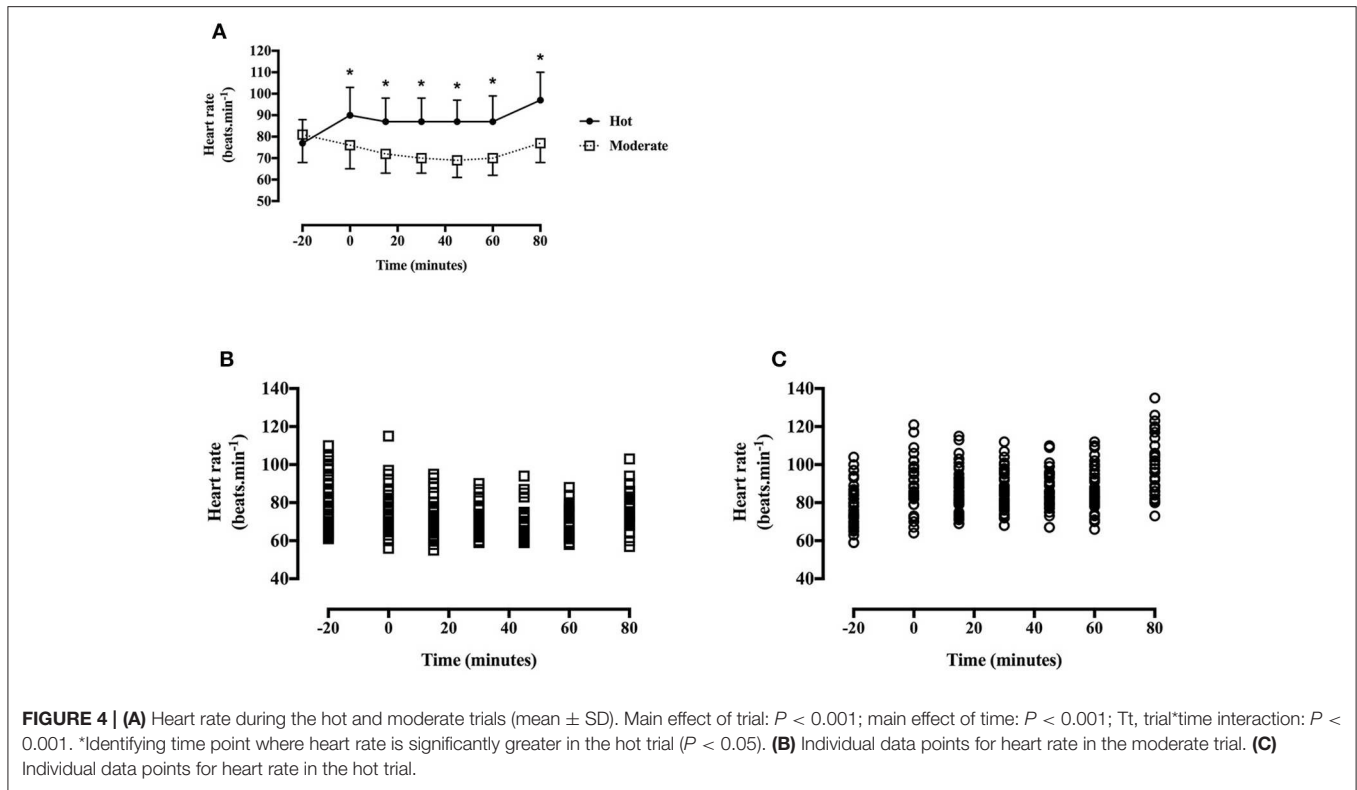 A
120
110
100
90
80
70
60
50
Heart rate
(beats.min-1)
* * * * * * *
Hot
Moderate
-20 0 20 40 60 80
Time (minutes)
B
140
120
100
80
60
40
Heart rate
(beats.min-1)
-20 0 20 40 60 80
Time (minutes)
C
140
120
100
80
60
40
Heart rate
(beats.min-1)
-20 0 20 40 60 80
Time (minutes)
FIGURE 4 | (A) Heart rate during the hot and moderate trials (mean ± SD). Main effect of trial: P < 0.001; main effect of time: P < 0.001; Tt, trial*time interaction: P <
0.001. *Identifying time point where heart rate is significantly greater in the hot trial (P < 0.05). (B) Individual data points for heart rate in the moderate trial. (C)
Individual data points for heart rate in the hot trial.